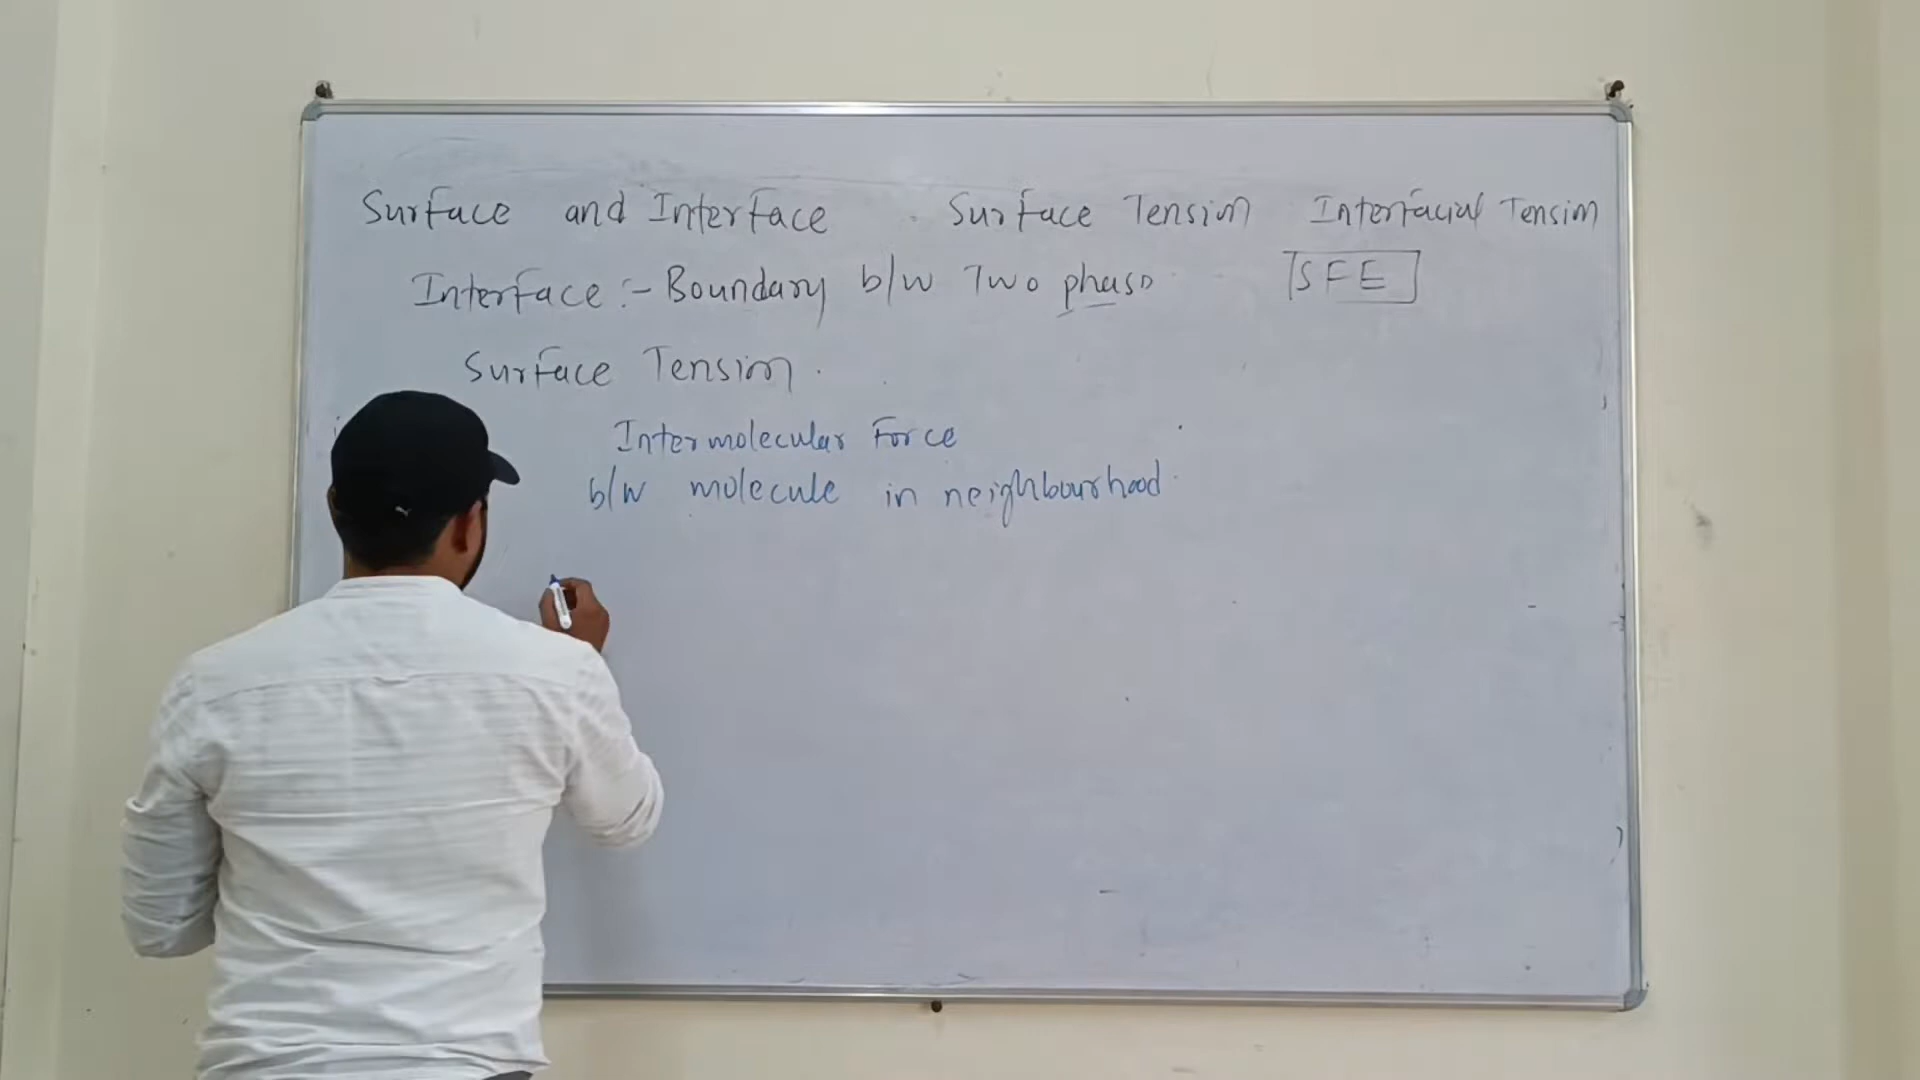 Surface and Interface Surface Tension Interfacial Tension
Interface :- Boundary b/w Two phase
SFE
Surface Tension.
Intermolecular Force
b/w molecule in neighbourhood.